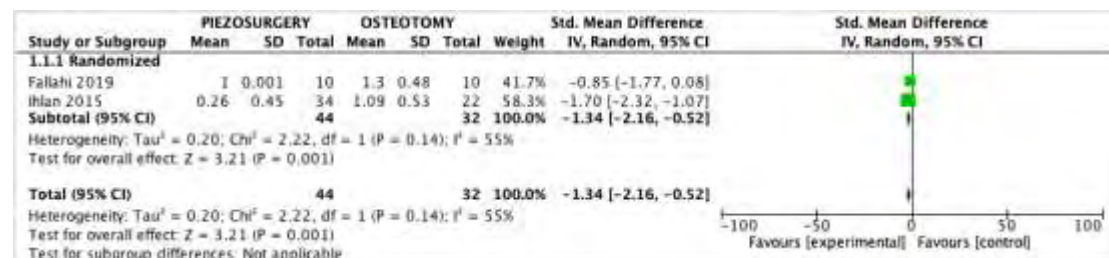 PIEZOSURGERY OSTEOTOMY Std. Mean Difference Std. Mean Difference
Study or Subgroup Mean SD Total Mean SD Total Weight IV, Random, 95% CI IV, Random, 95% CI
1.1.1 Randomized
Fallahi 2019 1 0.001 10 1.3 0.48 10 41.7% -0.85 [-1.77, 0.08]
Ihlan 2015 0.26 0.45 34 1.09 0.53 22 58.3% -1.70 [-2.32, -1.07]
Subtotal (95% CI) 44 32 100.0% -1.34 [-2.16, -0.52]
Heterogeneity: Tau² = 0.20; Chi² = 2.22, df = 1 (P = 0.14); I² = 55%
Test for overall effect: Z = 3.21 (P = 0.001)
Total (95% CI) 44 32 100.0% -1.34 [-2.16, -0.52]
Heterogeneity: Tau² = 0.20; Chi² = 2.22, df = 1 (P = 0.14); I² = 55%
Test for overall effect: Z = 3.21 (P = 0.001)
Test for subgroup differences: Not applicable
-100 -50 0 50 100
Favours [experimental] Favours [control]